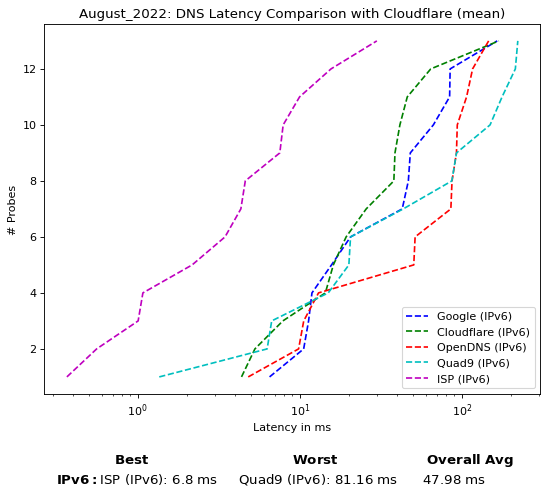 August_2022: DNS Latency Comparison with Cloudflare (mean)
12
10
8
6
4
2
# Probes
Google (IPv6)
Cloudflare (IPv6)
OpenDNS (IPv6)
Quad9 (IPv6)
ISP (IPv6)
10⁰ 10¹ 10²
Latency in ms
Best Worst Overall Avg
IPv6: ISP (IPv6): 6.8 ms Quad9 (IPv6): 81.16 ms 47.98 ms